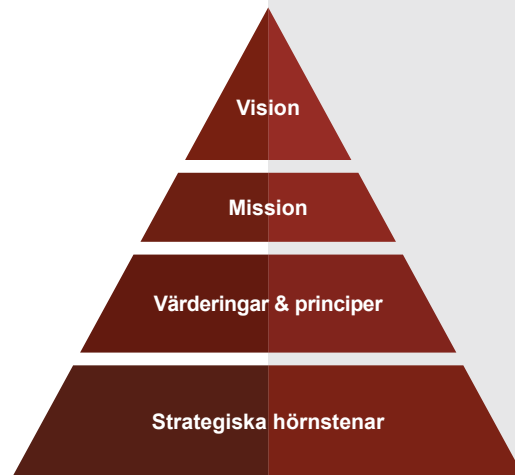 Vision
Mission
Värderingar & principer
Strategiska hörnstenar